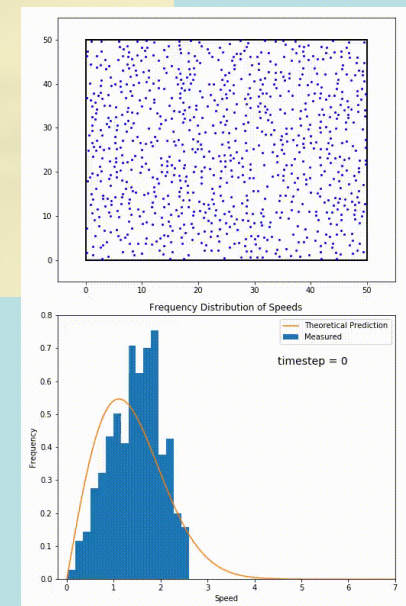 50
40
30
20
10
0
0 10 20 30 40 50
Frequency Distribution of Speeds
0.8
Theoretical Prediction
Measured
0.7
timestep = 0
0.6
0.5
Frequency
0.4
0.3
0.2
0.1
0.0
0 1 2 3 4 5 6 7
Speed